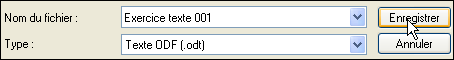 Nom du fichier : Exercice texte 001 Enregistrer
Type : Texte ODF (.odt) Annuler